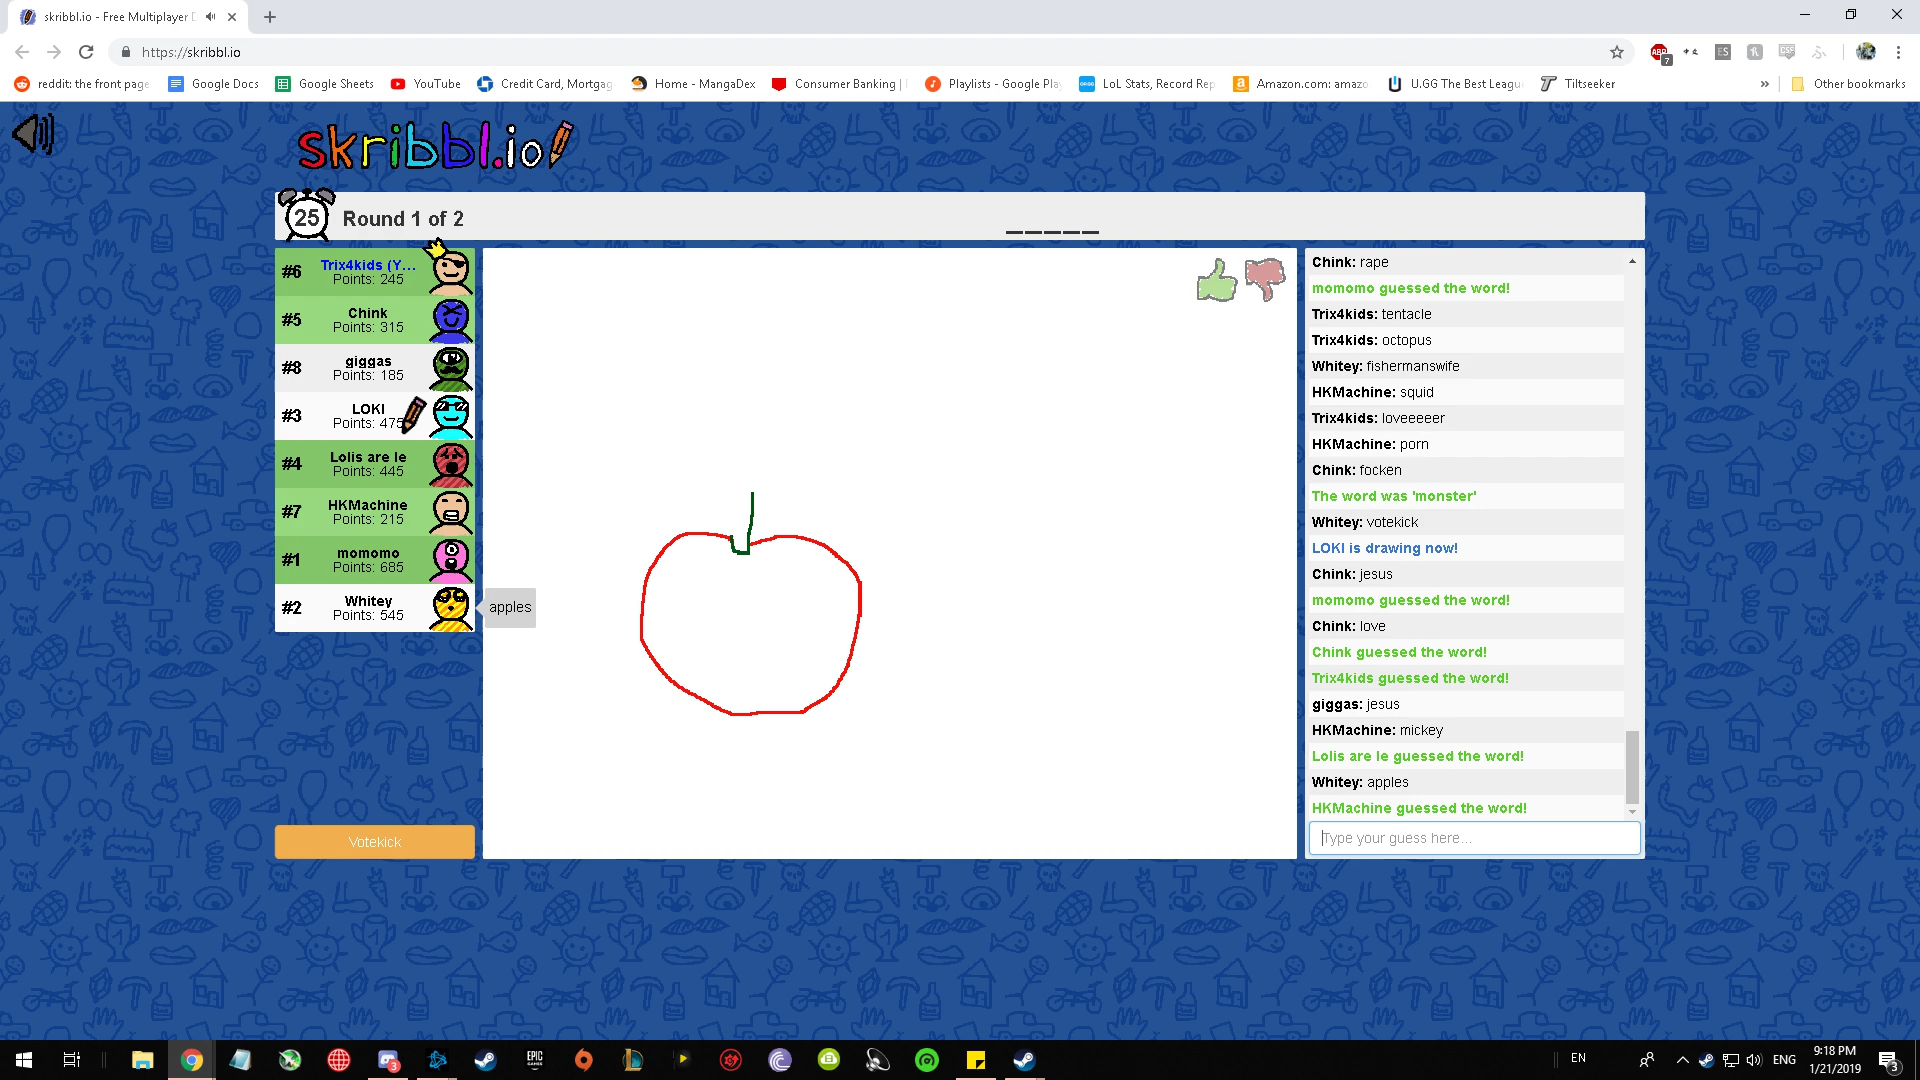 skribbl.io - Free Multiplayer D
https://skribbl.io
7
reddit: the front page
Google Docs
Google Sheets
YouTube
Credit Card, Mortgag
Home - MangaDex
Consumer Banking |
Playlists - Google Play
LoL Stats, Record Rep
Amazon.com: amazo
U.GG The Best Leagu
Tiltseeker
»
Other bookmarks
skribbl.io
25
Round 1 of 2
_____
#6
Trix4kids (Y...
Points: 245
#5
Chink
Points: 315
#8
giggas
Points: 185
#3
LOKI
Points: 475
#4
Lolis are le
Points: 445
#7
HKMachine
Points: 215
#1
momomo
Points: 685
#2
Whitey
Points: 545
apples
Votekick
Chink: rape
momomo guessed the word!
Trix4kids: tentacle
Trix4kids: octopus
Whitey: fishermanswife
HKMachine: squid
Trix4kids: loveeeeer
HKMachine: porn
Chink: focken
The word was 'monster'
Whitey: votekick
LOKI is drawing now!
Chink: jesus
momomo guessed the word!
Chink: love
Chink guessed the word!
Trix4kids guessed the word!
giggas: jesus
HKMachine: mickey
Lolis are le guessed the word!
Whitey: apples
HKMachine guessed the word!
Type your guess here...
EPIC
GAMES
3
EN
ENG
9:18 PM
1/21/2019
3